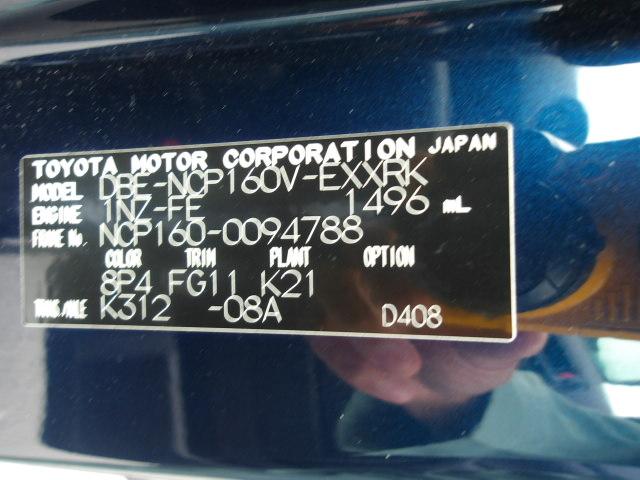 TOYOTA MOTOR CORPORATION JAPAN
MODEL DBE-NCP160V-EXXRK
ENGINE 1NZ-FE 1496 mL
FRAME No. NCP160-0094788
COLOR TRIM PLANT OPTION
8P4 FG11 K21
TRANS/AXLE K312 -08A D408